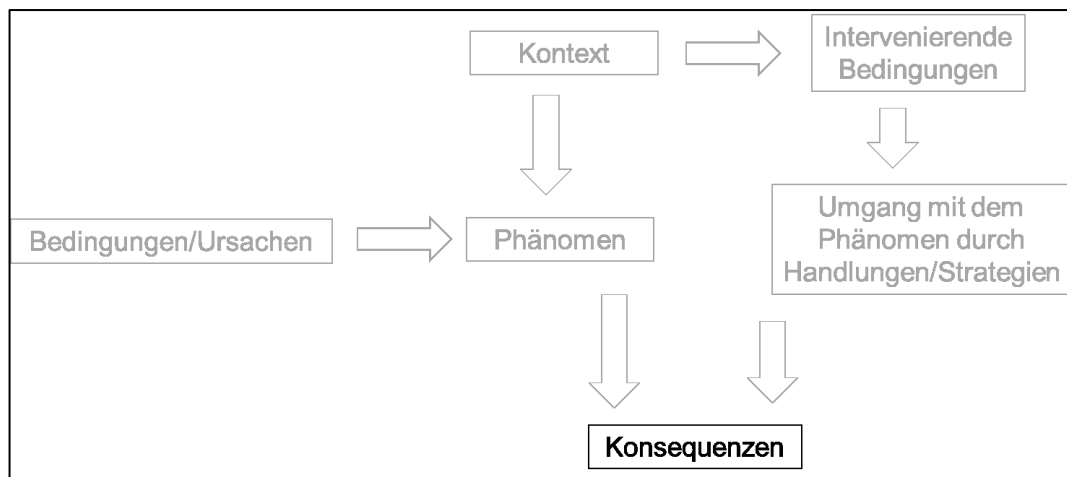 Kontext
Intervenierende
Bedingungen
Bedingungen/Ursachen
Phänomen
Umgang mit dem
Phänomen durch
Handlungen/Strategien
Konsequenzen